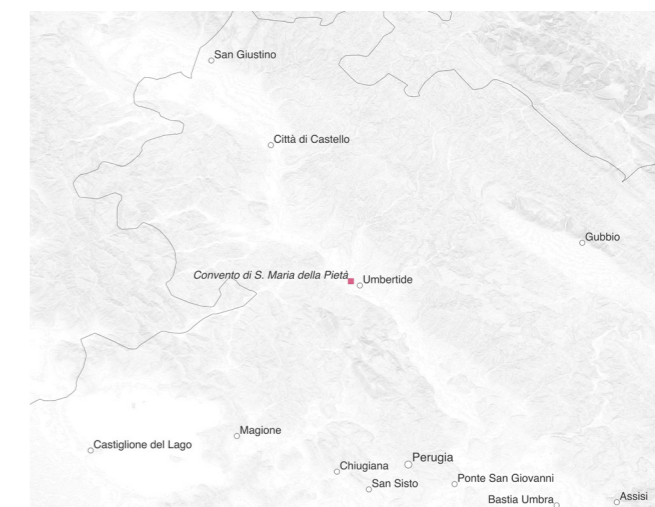 San Giustino
Città di Castello
Gubbio
Convento di S. Maria della Pietà
Umbertide
Magione
Castiglione del Lago
Perugia
Chiugiana
Ponte San Giovanni
San Sisto
Bastia Umbra
Assisi